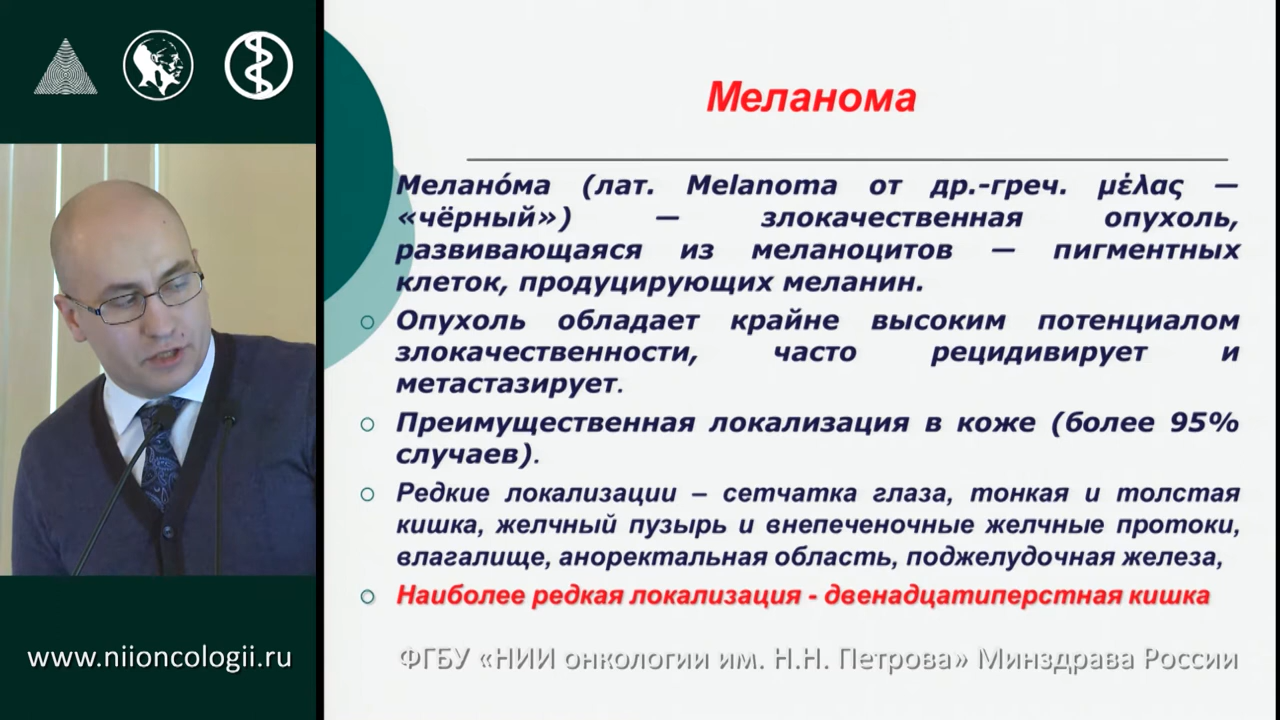 Меланома
Мелано́ма (лат. Melanoma от др.-греч. μέλας —
«чёрный») — злокачественная опухоль,
развивающаяся из меланоцитов — пигментных
клеток, продуцирующих меланин.
Опухоль обладает крайне высоким потенциалом
злокачественности, часто рецидивирует и
метастазирует.
Преимущественная локализация в коже (более 95%
случаев).
Редкие локализации – сетчатка глаза, тонкая и толстая
кишка, желчный пузырь и внепеченочные желчные протоки,
влагалище, аноректальная область, поджелудочная железа,
Наиболее редкая локализация - двенадцатиперстная кишка
www.niioncologii.ru
ФГБУ «НИИ онкологии им. Н.Н. Петрова» Минздрава России